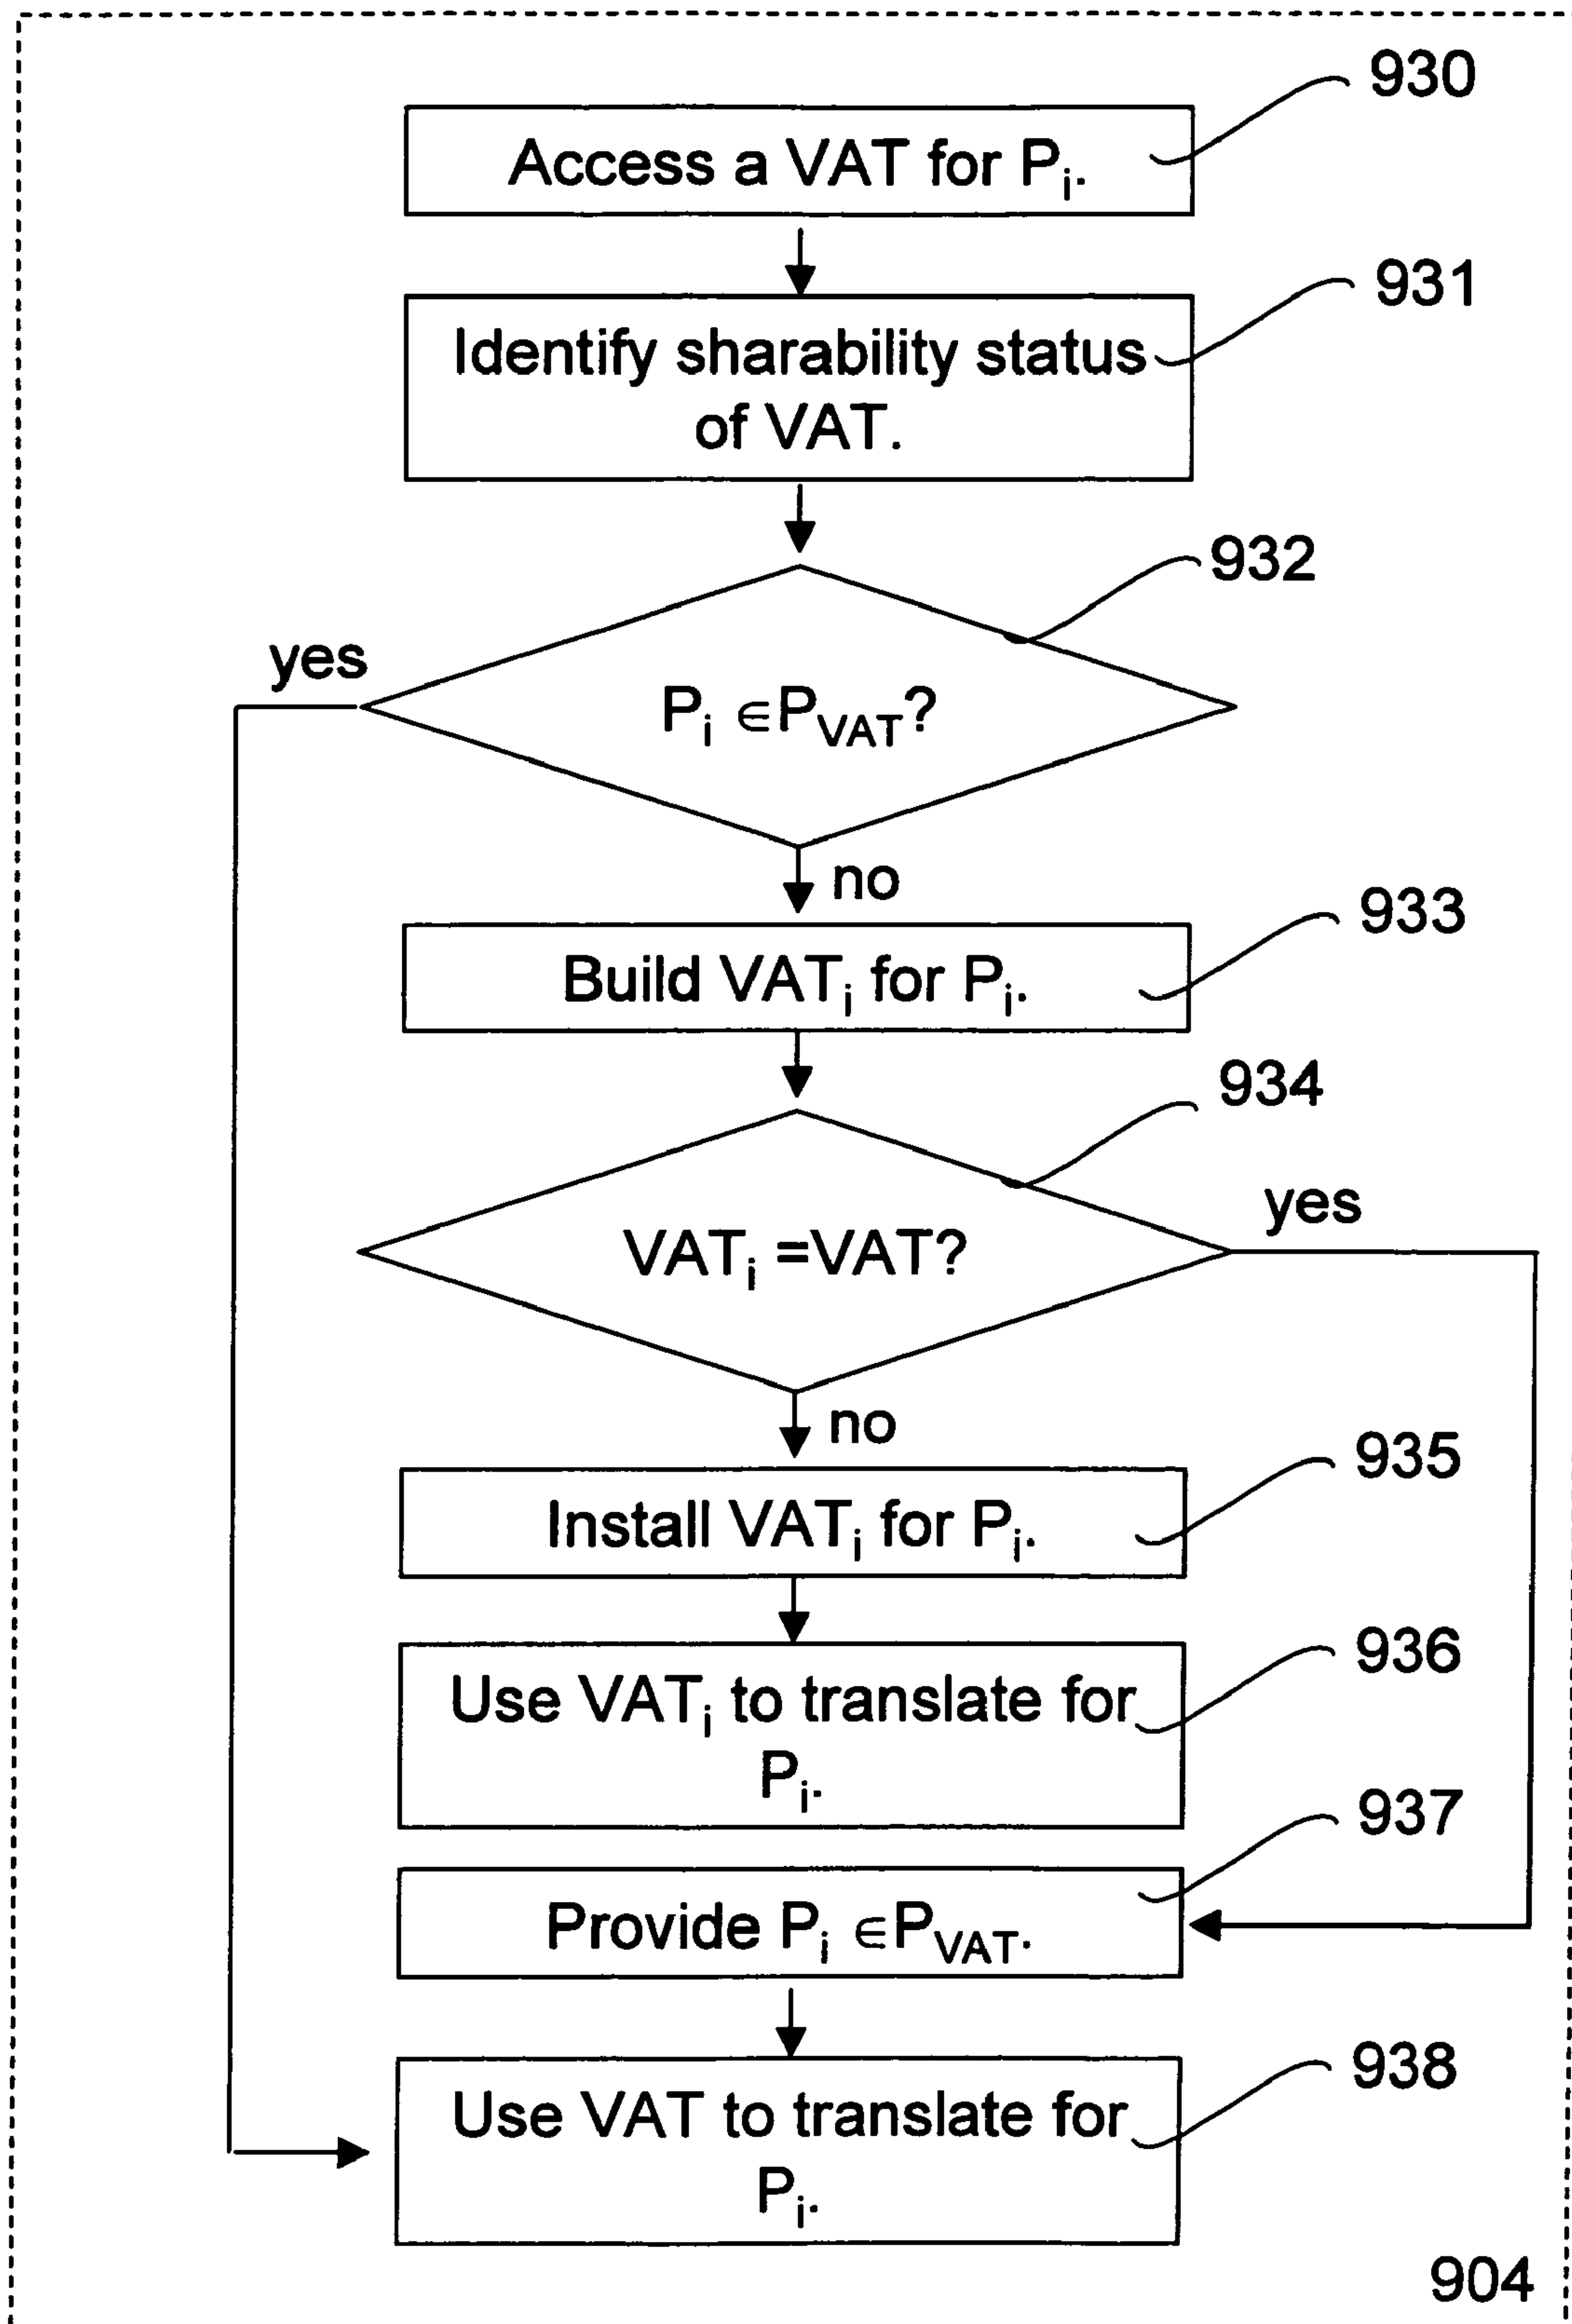 930
Access a VAT for Pi.
931
Identify sharability status
of VAT.
932
yes
Pi ∈PVAT?
no
933
Build VATi for Pi.
934
yes
VATi =VAT?
no
935
Install VATi for Pi.
936
Use VATi to translate for
Pi.
937
Provide Pi ∈PVAT.
938
Use VAT to translate for
Pi.
904